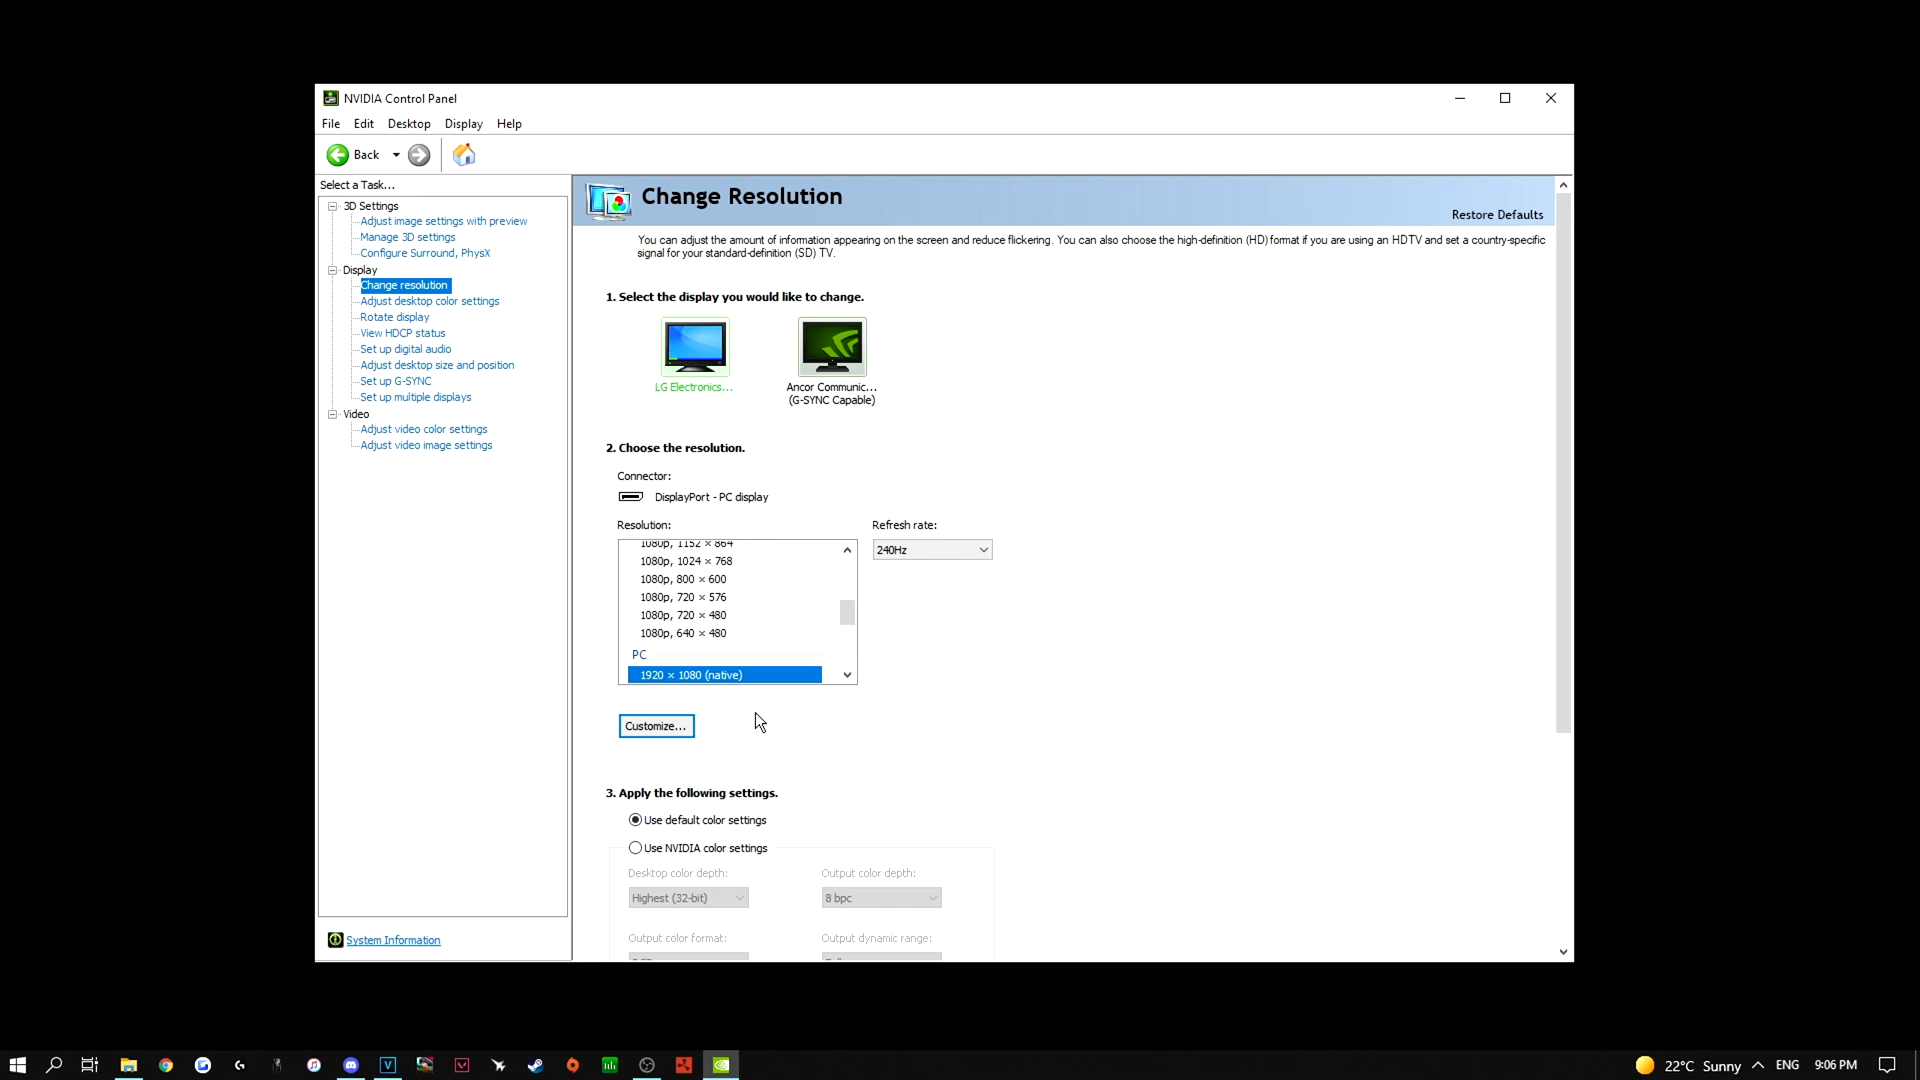 NVIDIA Control Panel
File Edit Desktop Display Help
Back
Select a Task...
3D Settings
Adjust image settings with preview
Manage 3D settings
Configure Surround, PhysX
Display
Change resolution
Adjust desktop color settings
Rotate display
View HDCP status
Set up digital audio
Adjust desktop size and position
Set up G-SYNC
Set up multiple displays
Video
Adjust video color settings
Adjust video image settings
System Information
Change Resolution
Restore Defaults
You can adjust the amount of information appearing on the screen and reduce flickering. You can also choose the high-definition (HD) format if you are using an HDTV and set a country-specific
signal for your standard-definition (SD) TV.
1. Select the display you would like to change.
LG Electronics...
Ancor Communic...
(G-SYNC Capable)
2. Choose the resolution.
Connector:
DisplayPort - PC display
Resolution:
Refresh rate:
1080p, 1152 × 864
240Hz
1080p, 1024 × 768
1080p, 800 × 600
1080p, 720 × 576
1080p, 720 × 480
1080p, 640 × 480
PC
1920 × 1080 (native)
Customize...
3. Apply the following settings.
Use default color settings
Use NVIDIA color settings
Desktop color depth:
Output color depth:
Highest (32-bit)
8 bpc
Output color format:
Output dynamic range:
22°C Sunny
ENG
9:06 PM